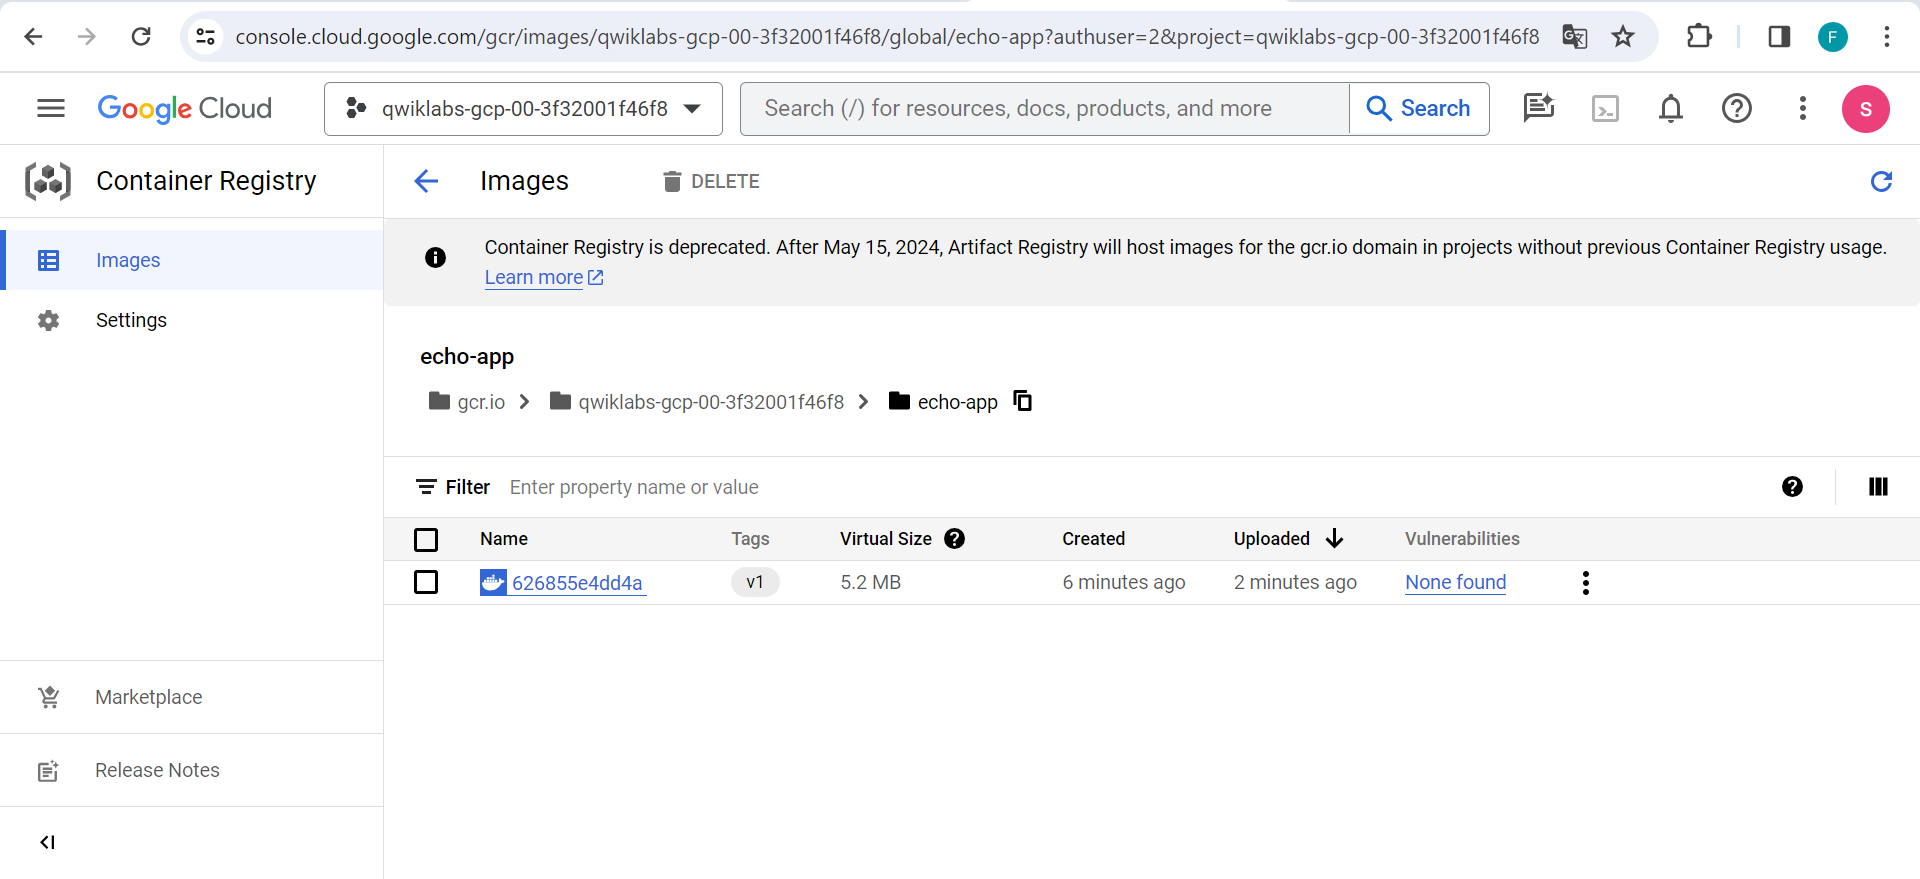 console.cloud.google.com/gcr/images/qwiklabs-gcp-00-3f32001f46f8/global/echo-app?authuser=2&project=qwiklabs-gcp-00-3f32001f46f8
F
Google Cloud
qwiklabs-gcp-00-3f32001f46f8
Search (/) for resources, docs, products, and more
Search
S
Container Registry
Images
DELETE
Images
Settings
Container Registry is deprecated. After May 15, 2024, Artifact Registry will host images for the gcr.io domain in projects without previous Container Registry usage.
Learn more
echo-app
gcr.io > qwiklabs-gcp-00-3f32001f46f8 > echo-app
Filter Enter property name or value
Name Tags Virtual Size Created Uploaded Vulnerabilities
626855e4dd4a v1 5.2 MB 6 minutes ago 2 minutes ago None found
Marketplace
Release Notes